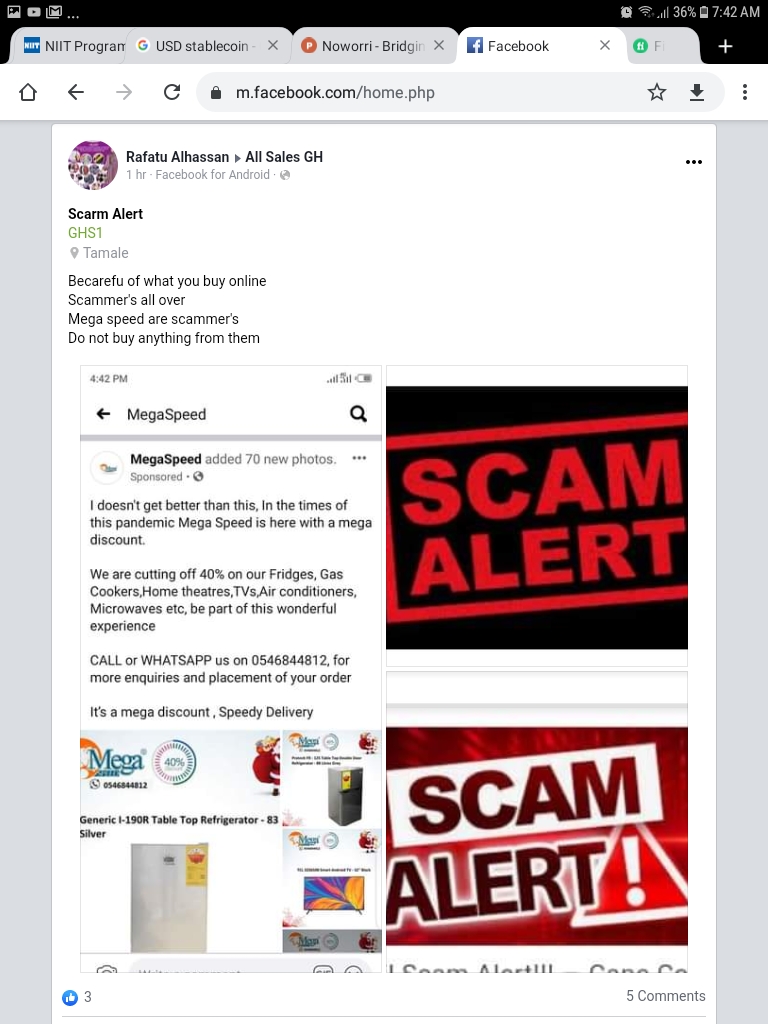 36% 7:42 AM
NIIT Program
USD stablecoin -
Noworri - Bridgin
Facebook
m.facebook.com/home.php
Rafatu Alhassan ▸ All Sales GH
1 hr · Facebook for Android ·
Scarm Alert
GHS1
Tamale
Becarefu of what you buy online
Scammer's all over
Mega speed are scammer's
Do not buy anything from them
4:42 PM
MegaSpeed
MegaSpeed added 70 new photos.
Sponsored ·
I doesn't get better than this, In the times of
this pandemic Mega Speed is here with a mega
discount.
We are cutting off 40% on our Fridges, Gas
Cookers,Home theatres,TVs,Air conditioners,
Microwaves etc, be part of this wonderful
experience
CALL or WHATSAPP us on 0546844812, for
more enquiries and placement of your order
It's a mega discount , Speedy Delivery
Mega
40%
0546844812
Generic I-190R Table Top Refrigerator - 83
Silver
Mega
Mega
Mega
SCAM
ALERT
SCAM
ALERT!
3
5 Comments